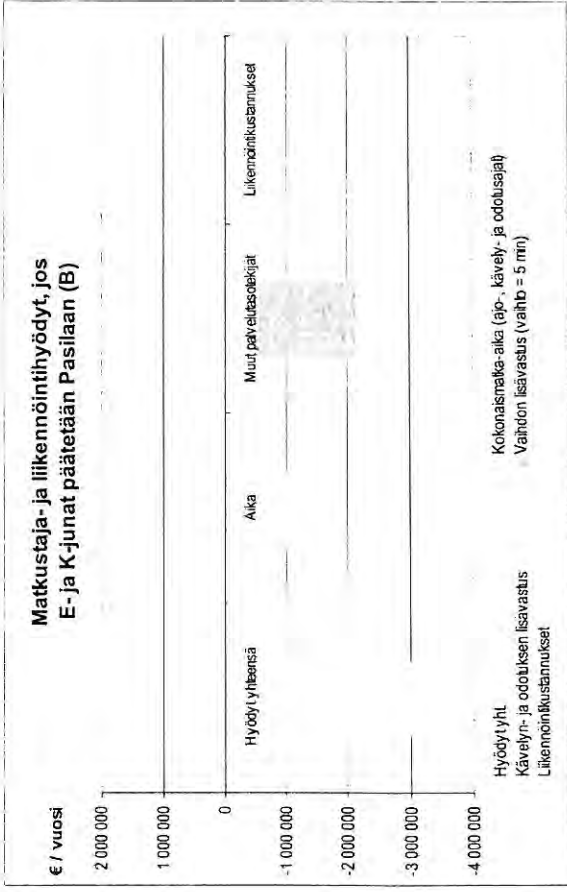 Matkustaja- ja liikennöintihyödyt, jos
E- ja K-junat päätetään Pasilaan (B)
€ / vuosi
2 000 000
1 000 000
0
-1 000 000
-2 000 000
-3 000 000
-4 000 000
Hyödyt yhteensä
Aika
Muut palvelutasotekijät
Liikennöintikustannukset
Hyödyt yht.
Kävelyn- ja odotuksen lisävastus
Liikennöintikustannukset
Kokonaismatka-aika (ajo-, kävely- ja odotusajat)
Vaihdon lisävastus (vaihto = 5 min)